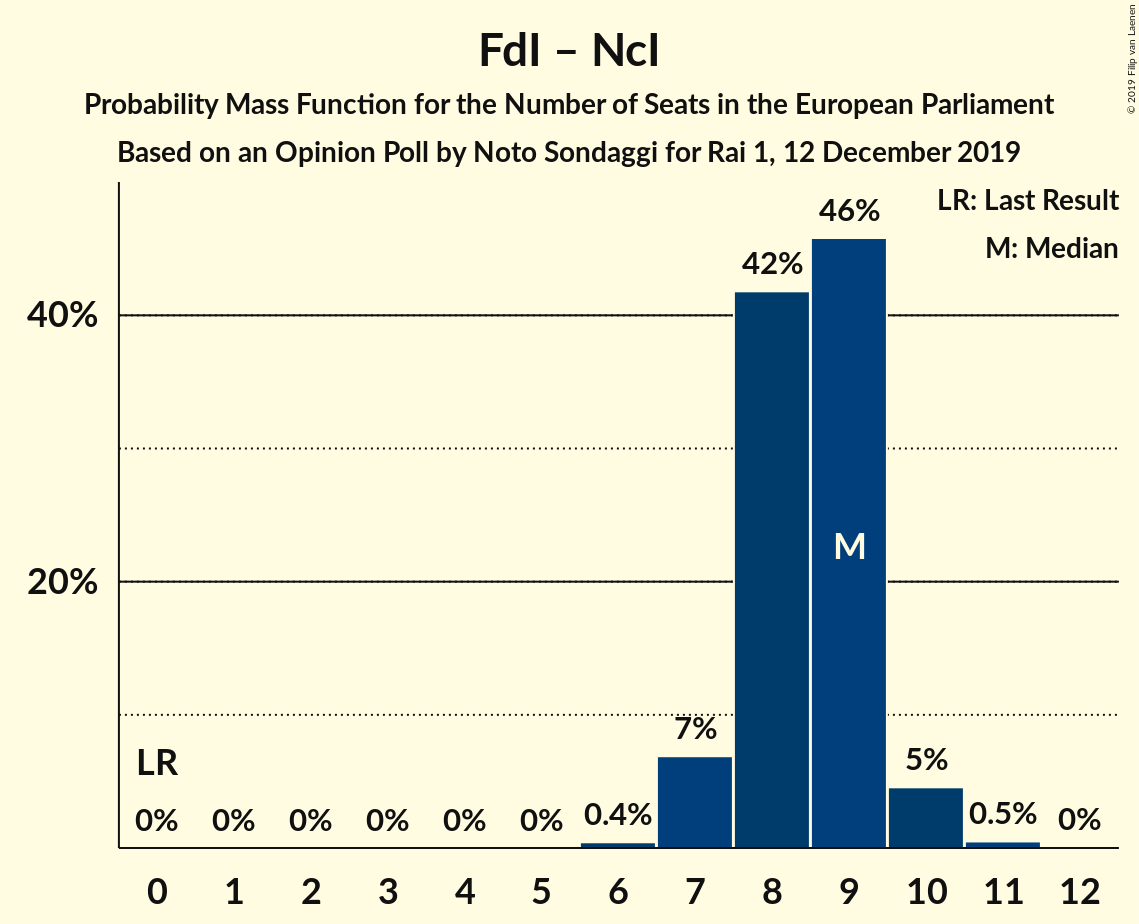 FdI – NcI
Probability Mass Function for the Number of Seats in the European Parliament
Based on an Opinion Poll by Noto Sondaggi for Rai 1, 12 December 2019
© 2019 Filip van Laenen
LR: Last Result
M: Median
46%
42%
40%
M
20%
7%
LR
5%
0% 0% 0% 0% 0% 0% 0.4% 0.5% 0%
0 1 2 3 4 5 6 7 8 9 10 11 12